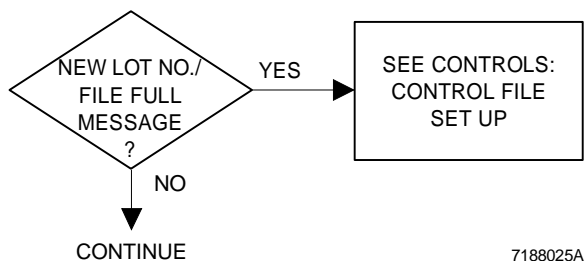 NEW LOT NO./
FILE FULL
MESSAGE
?
YES
SEE CONTROLS:
CONTROL FILE
SET UP
NO
CONTINUE
7188025A